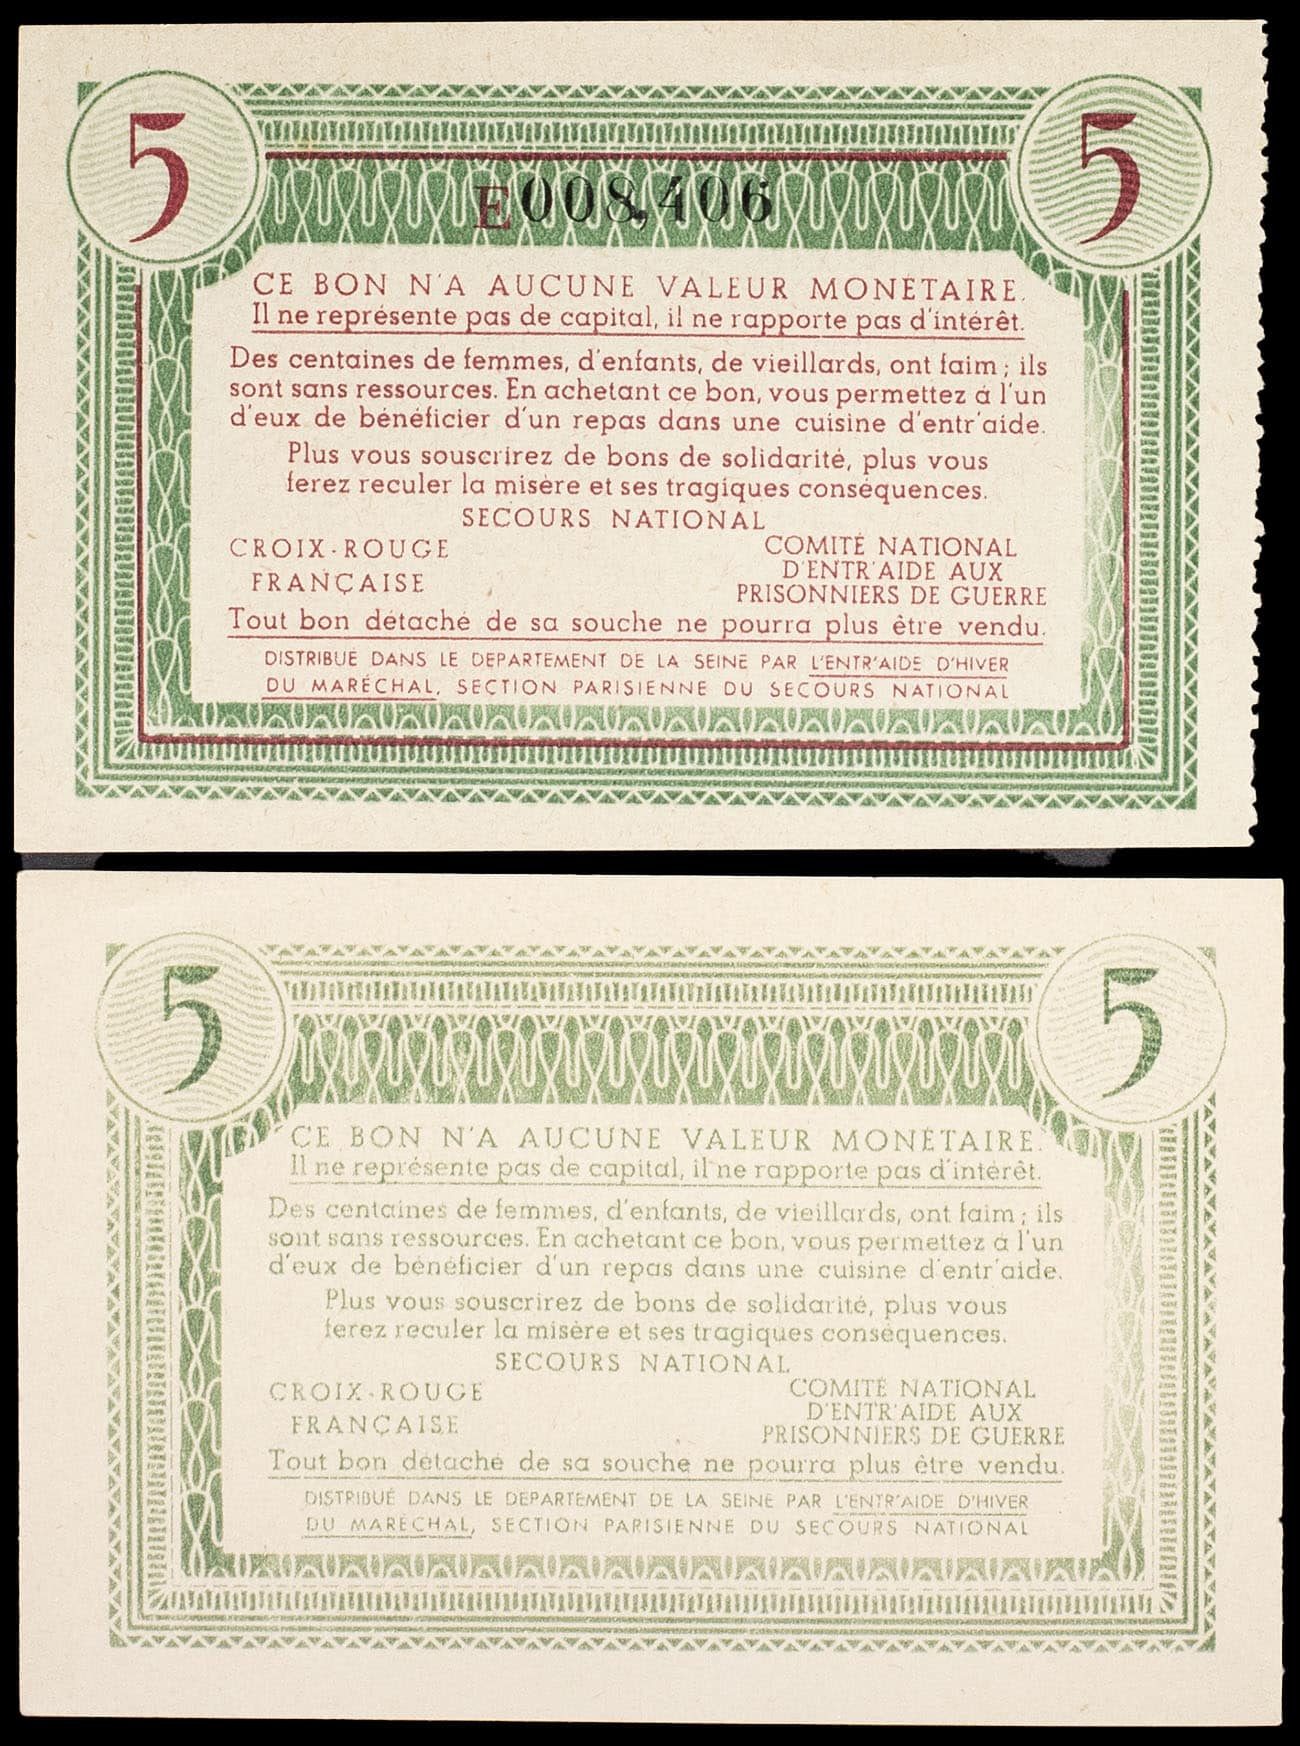 5 5
E008,406
CE BON N'A AUCUNE VALEUR MONÉTAIRE.
Il ne représente pas de capital, il ne rapporte pas d'intérêt.
Des centaines de femmes, d'enfants, de vieillards, ont faim ; ils
sont sans ressources. En achetant ce bon, vous permettez à l'un
d'eux de bénéficier d'un repas dans une cuisine d'entr'aide.
Plus vous souscrirez de bons de solidarité, plus vous
ferez reculer la misère et ses tragiques conséquences.
SECOURS NATIONAL
CROIX-ROUGE COMITÉ NATIONAL
FRANÇAISE D'ENTR'AIDE AUX
PRISONNIERS DE GUERRE
Tout bon détaché de sa souche ne pourra plus être vendu.
DISTRIBUÉ DANS LE DÉPARTEMENT DE LA SEINE PAR L'ENTR'AIDE D'HIVER
DU MARÉCHAL, SECTION PARISIENNE DU SECOURS NATIONAL
5 5
CE BON N'A AUCUNE VALEUR MONÉTAIRE.
Il ne représente pas de capital, il ne rapporte pas d'intérêt.
Des centaines de femmes, d'enfants, de vieillards, ont faim ; ils
sont sans ressources. En achetant ce bon, vous permettez à l'un
d'eux de bénéficier d'un repas dans une cuisine d'entr'aide.
Plus vous souscrirez de bons de solidarité, plus vous
ferez reculer la misère et ses tragiques conséquences.
SECOURS NATIONAL
CROIX-ROUGE COMITÉ NATIONAL
FRANÇAISE D'ENTR'AIDE AUX
PRISONNIERS DE GUERRE
Tout bon détaché de sa souche ne pourra plus être vendu.
DISTRIBUÉ DANS LE DÉPARTEMENT DE LA SEINE PAR L'ENTR'AIDE D'HIVER
DU MARÉCHAL, SECTION PARISIENNE DU SECOURS NATIONAL